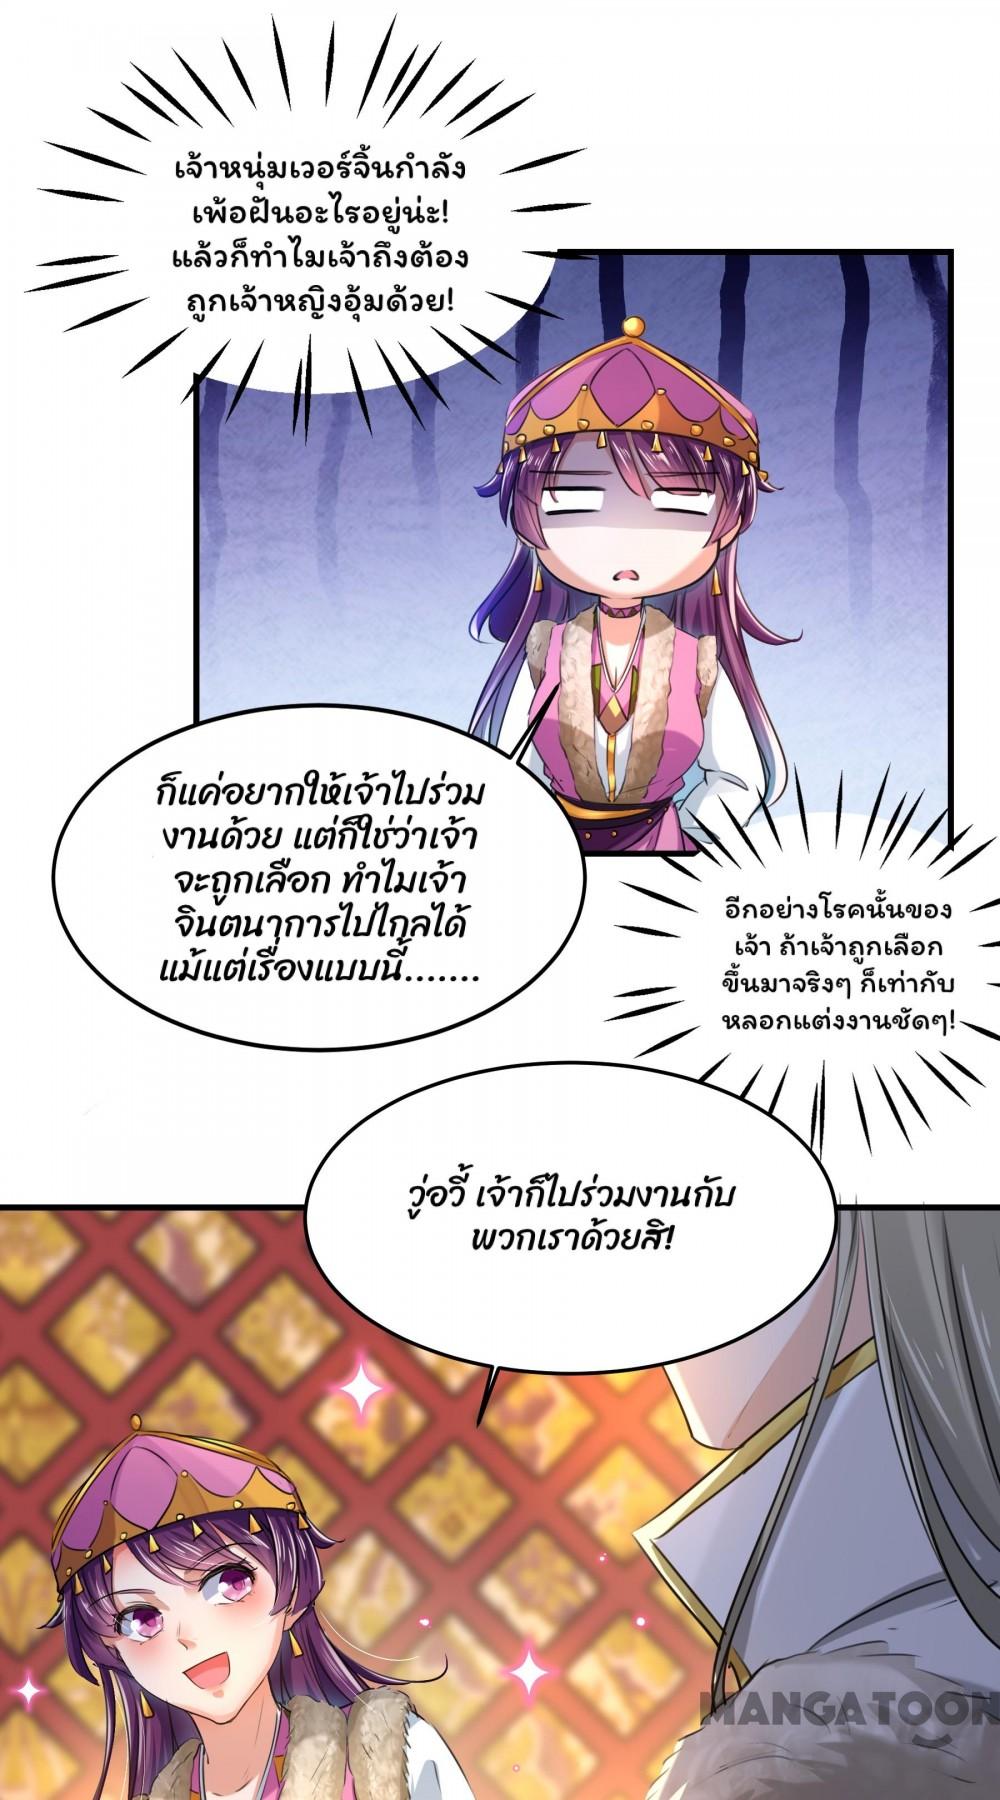 เจ้าหนุ่มเวอร์จิ้นกำลัง
เพ้อฝันอะไรอยู่น่ะ!
แล้วก็ทำไมเจ้าถึงต้อง
ถูกเจ้าหญิงอุ้มด้วย!
ก็แค่อยากให้เจ้าไปร่วม
งานด้วย แต่ก็ใช่ว่าเจ้า
จะถูกเลือก ทำไมเจ้า
จินตนาการไปไกลได้
แม้แต่เรื่องแบบนี้.......
อีกอย่างโรคนั้นของ
เจ้า ถ้าเจ้าถูกเลือก
ขึ้นมาจริงๆ ก็เท่ากับ
หลอกแต่งงานชัดๆ!
วู่อวี้ เจ้าก็ไปร่วมงานกับ
พวกเราด้วยสิ!
MANGATOON